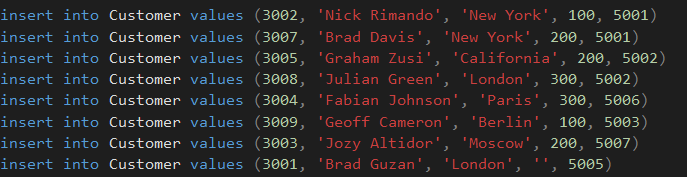 insert into Customer values (3002, 'Nick Rimando', 'New York', 100, 5001)
insert into Customer values (3007, 'Brad Davis', 'New York', 200, 5001)
insert into Customer values (3005, 'Graham Zusi', 'California', 200, 5002)
insert into Customer values (3008, 'Julian Green', 'London', 300, 5002)
insert into Customer values (3004, 'Fabian Johnson', 'Paris', 300, 5006)
insert into Customer values (3009, 'Geoff Cameron', 'Berlin', 100, 5003)
insert into Customer values (3003, 'Jozy Altidor', 'Moscow', 200, 5007)
insert into Customer values (3001, 'Brad Guzan', 'London', '', 5005)